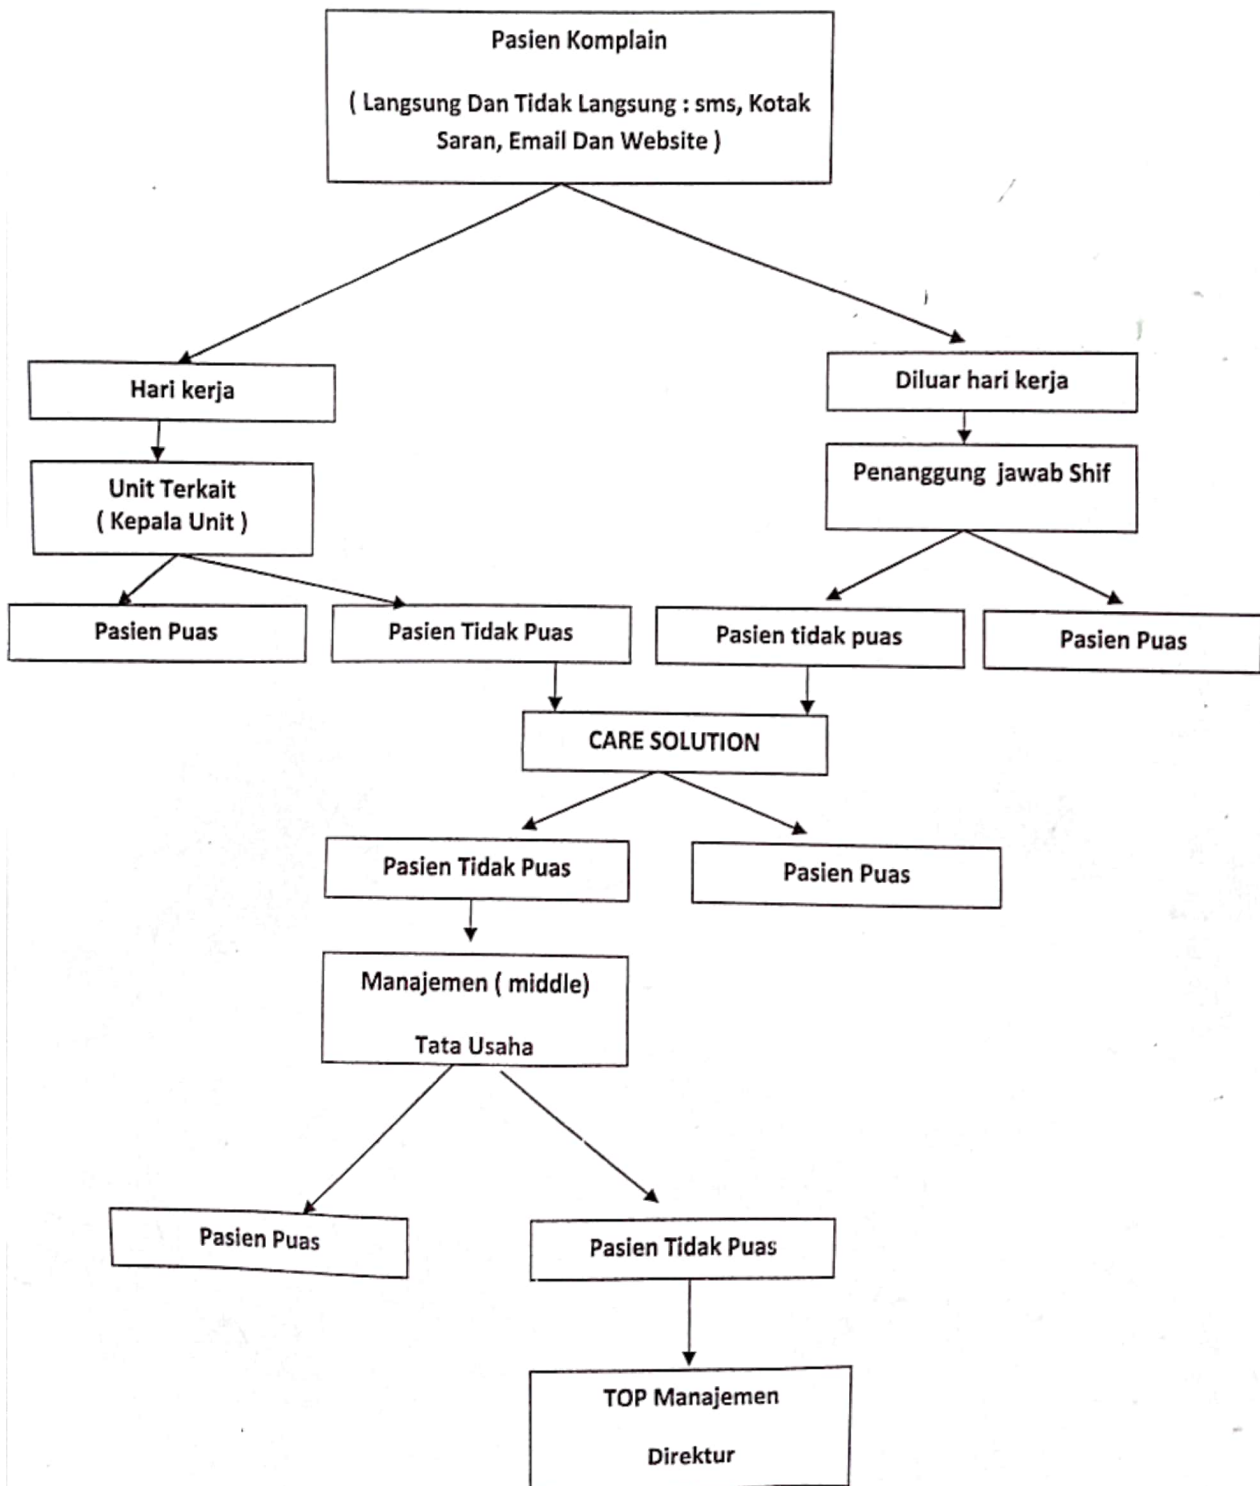 Pasien Komplain
( Langsung Dan Tidak Langsung : sms, Kotak
Saran, Email Dan Website )
Hari kerja
Diluar hari kerja
Unit Terkait
( Kepala Unit )
Penanggung jawab Shif
Pasien Puas
Pasien Tidak Puas
Pasien tidak puas
Pasien Puas
CARE SOLUTION
Pasien Tidak Puas
Pasien Puas
Manajemen ( middle)
Tata Usaha
Pasien Puas
Pasien Tidak Puas
TOP Manajemen
Direktur